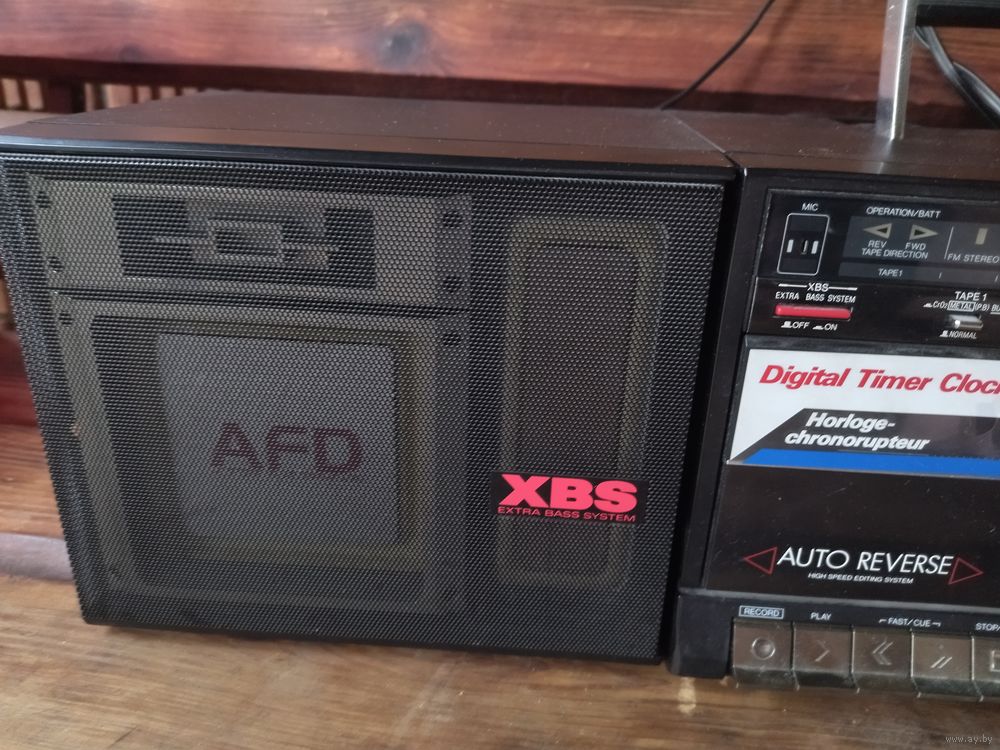 MIC
OPERATION/BATT
REV FWD
TAPE DIRECTION
FM STEREO
TAPE1
XBS
EXTRA BASS SYSTEM
OFF ON
TAPE 1
CrO2 METAL (P.B)
NORMAL
Digital Timer Cloc
Horloge-
chronorupteur
AFD
XBS
EXTRA BASS SYSTEM
AUTO REVERSE
HIGH SPEED EDITING SYSTEM
RECORD
PLAY
FAST/CUE
STOP
www.ay.by